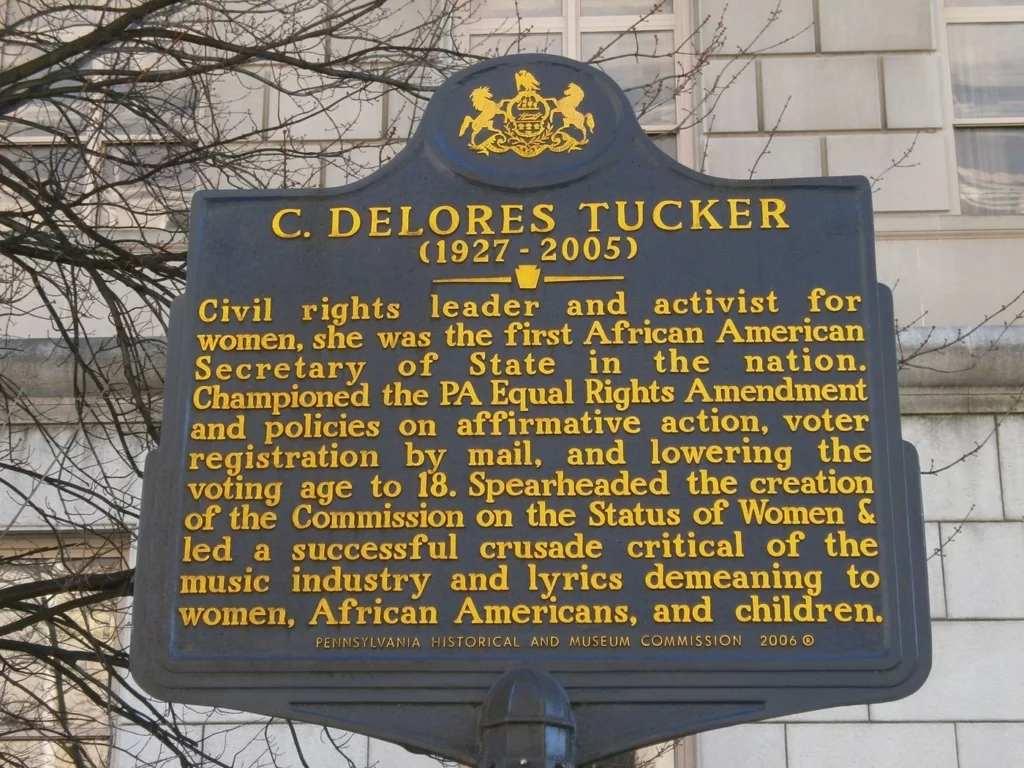 C. DELORES TUCKER
(1927 - 2005)
Civil rights leader and activist for
women, she was the first African American
Secretary of State in the nation.
Championed the PA Equal Rights Amendment
and policies on affirmative action, voter
registration by mail, and lowering the
voting age to 18. Spearheaded the creation
of the Commission on the Status of Women &
led a successful crusade critical of the
music industry and lyrics demeaning to
women, African Americans, and children.
PENNSYLVANIA HISTORICAL AND MUSEUM COMMISSION 2006 ®